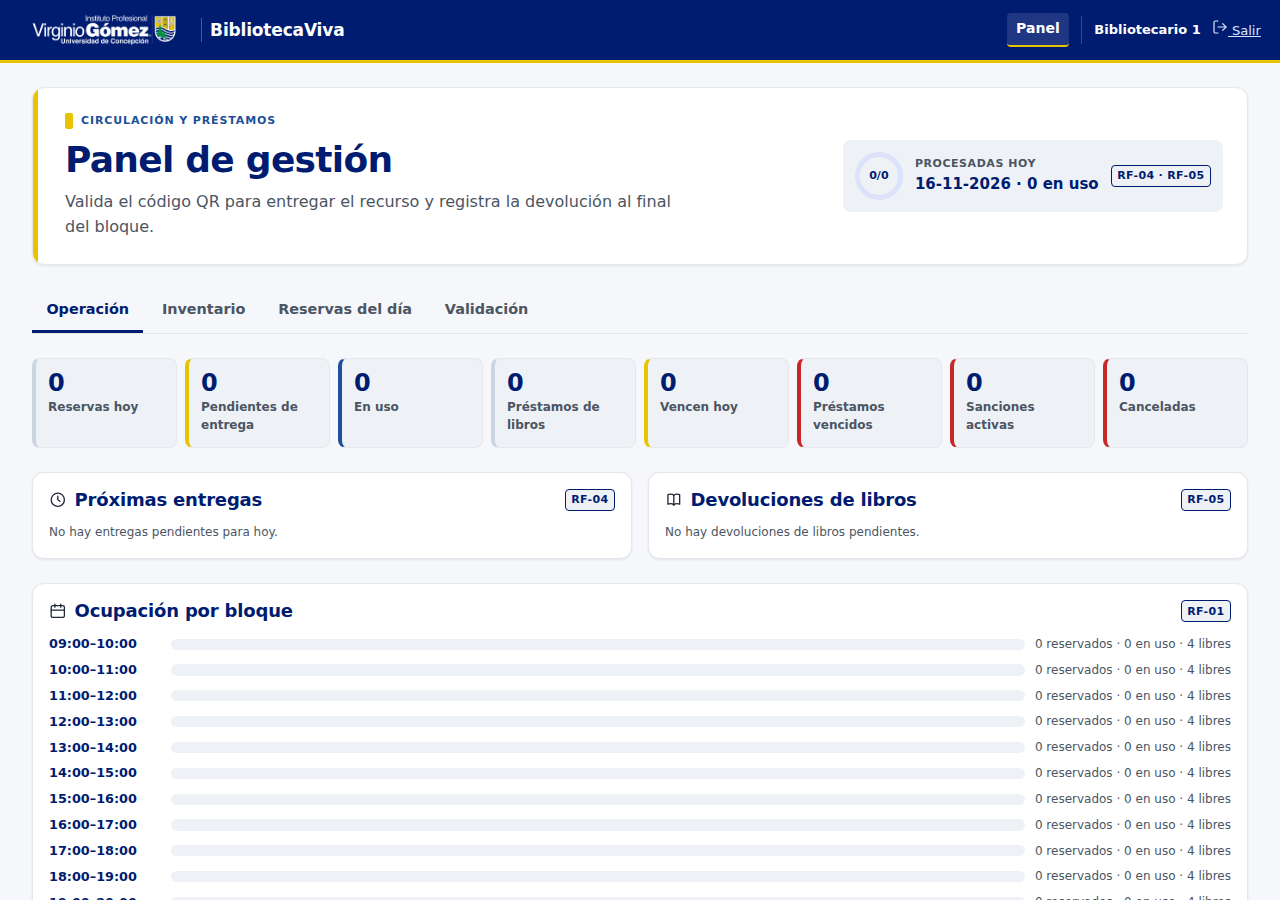 Instituto Profesional
VirginioGómez
Universidad de Concepción
BibliotecaViva
Panel
Bibliotecario 1
Salir
CIRCULACIÓN Y PRÉSTAMOS
Panel de gestión
Valida el código QR para entregar el recurso y registra la devolución al final
del bloque.
0/0
PROCESADAS HOY
16-11-2026 · 0 en uso
RF-04 · RF-05
Operación
Inventario
Reservas del día
Validación
0
Reservas hoy
0
Pendientes de
entrega
0
En uso
0
Préstamos de
libros
0
Vencen hoy
0
Préstamos
vencidos
0
Sanciones
activas
0
Canceladas
Próximas entregas
RF-04
No hay entregas pendientes para hoy.
Devoluciones de libros
RF-05
No hay devoluciones de libros pendientes.
Ocupación por bloque
RF-01
09:00–10:00 0 reservados · 0 en uso · 4 libres
10:00–11:00 0 reservados · 0 en uso · 4 libres
11:00–12:00 0 reservados · 0 en uso · 4 libres
12:00–13:00 0 reservados · 0 en uso · 4 libres
13:00–14:00 0 reservados · 0 en uso · 4 libres
14:00–15:00 0 reservados · 0 en uso · 4 libres
15:00–16:00 0 reservados · 0 en uso · 4 libres
16:00–17:00 0 reservados · 0 en uso · 4 libres
17:00–18:00 0 reservados · 0 en uso · 4 libres
18:00–19:00 0 reservados · 0 en uso · 4 libres